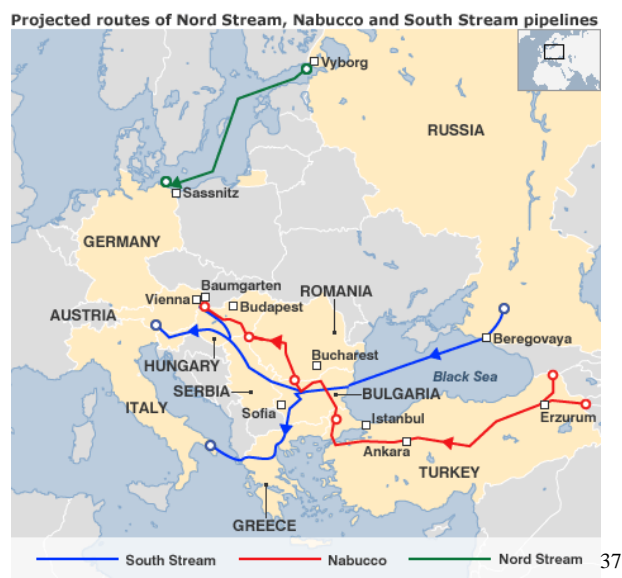 Projected routes of Nord Stream, Nabucco and South Stream pipelines
Vyborg
RUSSIA
Sassnitz
GERMANY
Baumgarten
Vienna
Budapest
ROMANIA
AUSTRIA
Beregovaya
HUNGARY
Bucharest
Black Sea
SERBIA
BULGARIA
ITALY
Sofia
Istanbul
Erzurum
Ankara
TURKEY
GREECE
South Stream
Nabucco
Nord Stream
37